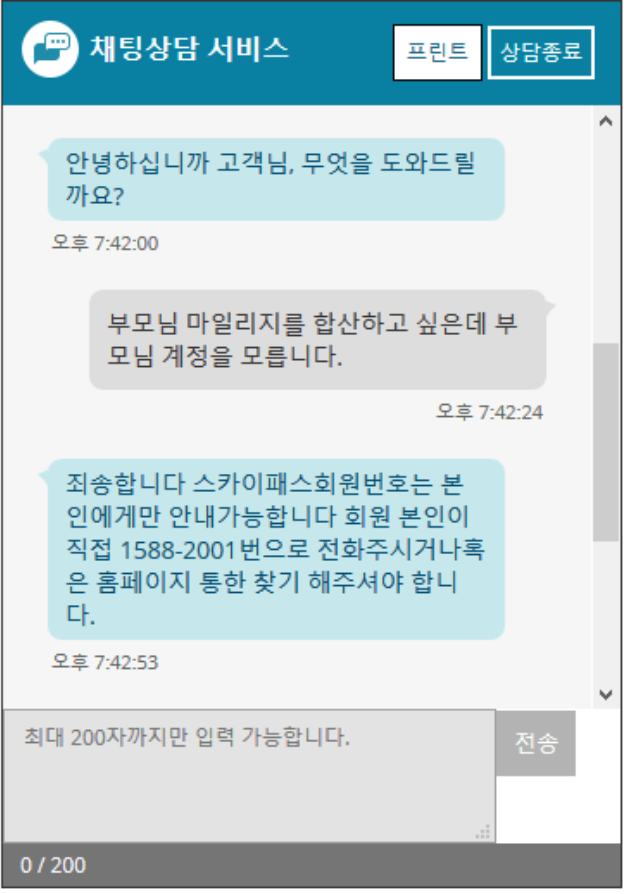 채팅상담 서비스
프린트
상담종료
안녕하십니까 고객님, 무엇을 도와드릴
까요?
오후 7:42:00
부모님 마일리지를 합산하고 싶은데 부
모님 계정을 모릅니다.
오후 7:42:24
죄송합니다 스카이패스회원번호는 본
인에게만 안내가능합니다 회원 본인이
직접 1588-2001번으로 전화주시거나혹
은 홈페이지 통한 찾기 해주셔야 합니
다.
오후 7:42:53
최대 200자까지만 입력 가능합니다.
전송
0 / 200